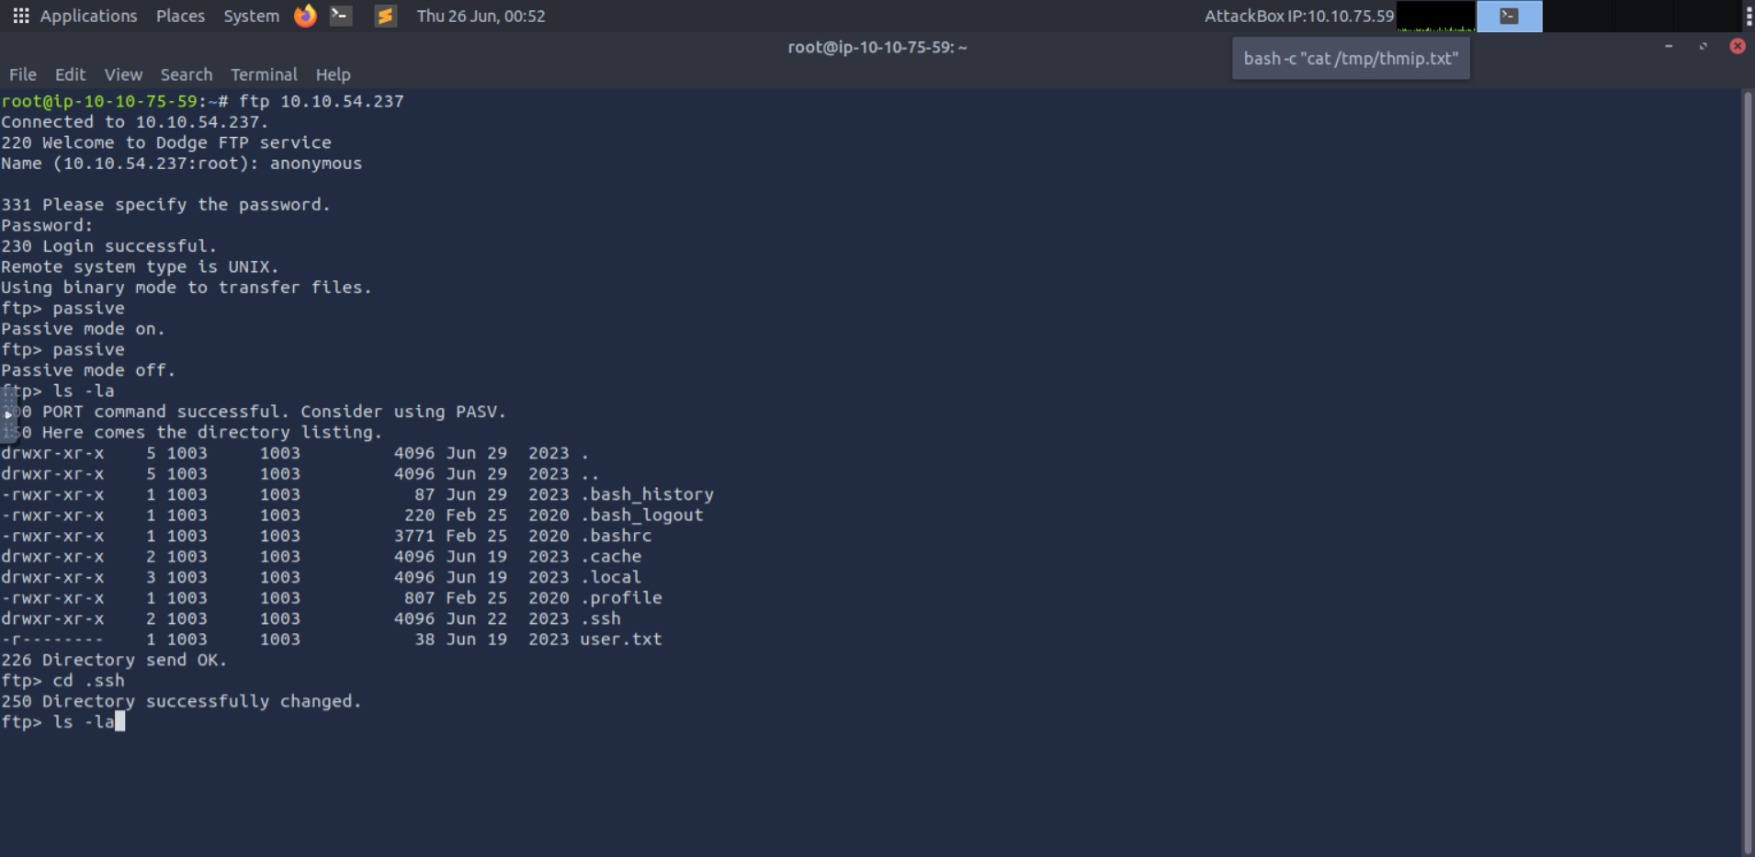 Applications Places System Thu 26 Jun, 00:52 AttackBox IP:10.10.75.59
root@ip-10-10-75-59: ~
bash -c "cat /tmp/thmip.txt"
File Edit View Search Terminal Help
root@ip-10-10-75-59:~# ftp 10.10.54.237
Connected to 10.10.54.237.
220 Welcome to Dodge FTP service
Name (10.10.54.237:root): anonymous
331 Please specify the password.
Password:
230 Login successful.
Remote system type is UNIX.
Using binary mode to transfer files.
ftp> passive
Passive mode on.
ftp> passive
Passive mode off.
ftp> ls -la
00 PORT command successful. Consider using PASV.
150 Here comes the directory listing.
drwxr-xr-x    5 1003     1003         4096 Jun 29  2023 .
drwxr-xr-x    5 1003     1003         4096 Jun 29  2023 ..
-rwxr-xr-x    1 1003     1003           87 Jun 29  2023 .bash_history
-rwxr-xr-x    1 1003     1003          220 Feb 25  2020 .bash_logout
-rwxr-xr-x    1 1003     1003         3771 Feb 25  2020 .bashrc
drwxr-xr-x    2 1003     1003         4096 Jun 19  2023 .cache
drwxr-xr-x    3 1003     1003         4096 Jun 19  2023 .local
-rwxr-xr-x    1 1003     1003          807 Feb 25  2020 .profile
drwxr-xr-x    2 1003     1003         4096 Jun 22  2023 .ssh
-r--------    1 1003     1003           38 Jun 19  2023 user.txt
226 Directory send OK.
ftp> cd .ssh
250 Directory successfully changed.
ftp> ls -la